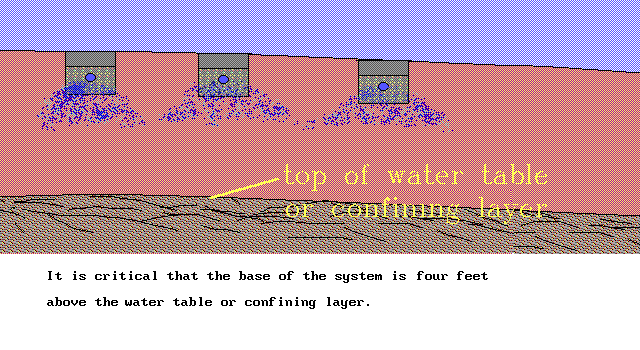 top of water table
or confining layer
It is critical that the base of the system is four feet
above the water table or confining layer.